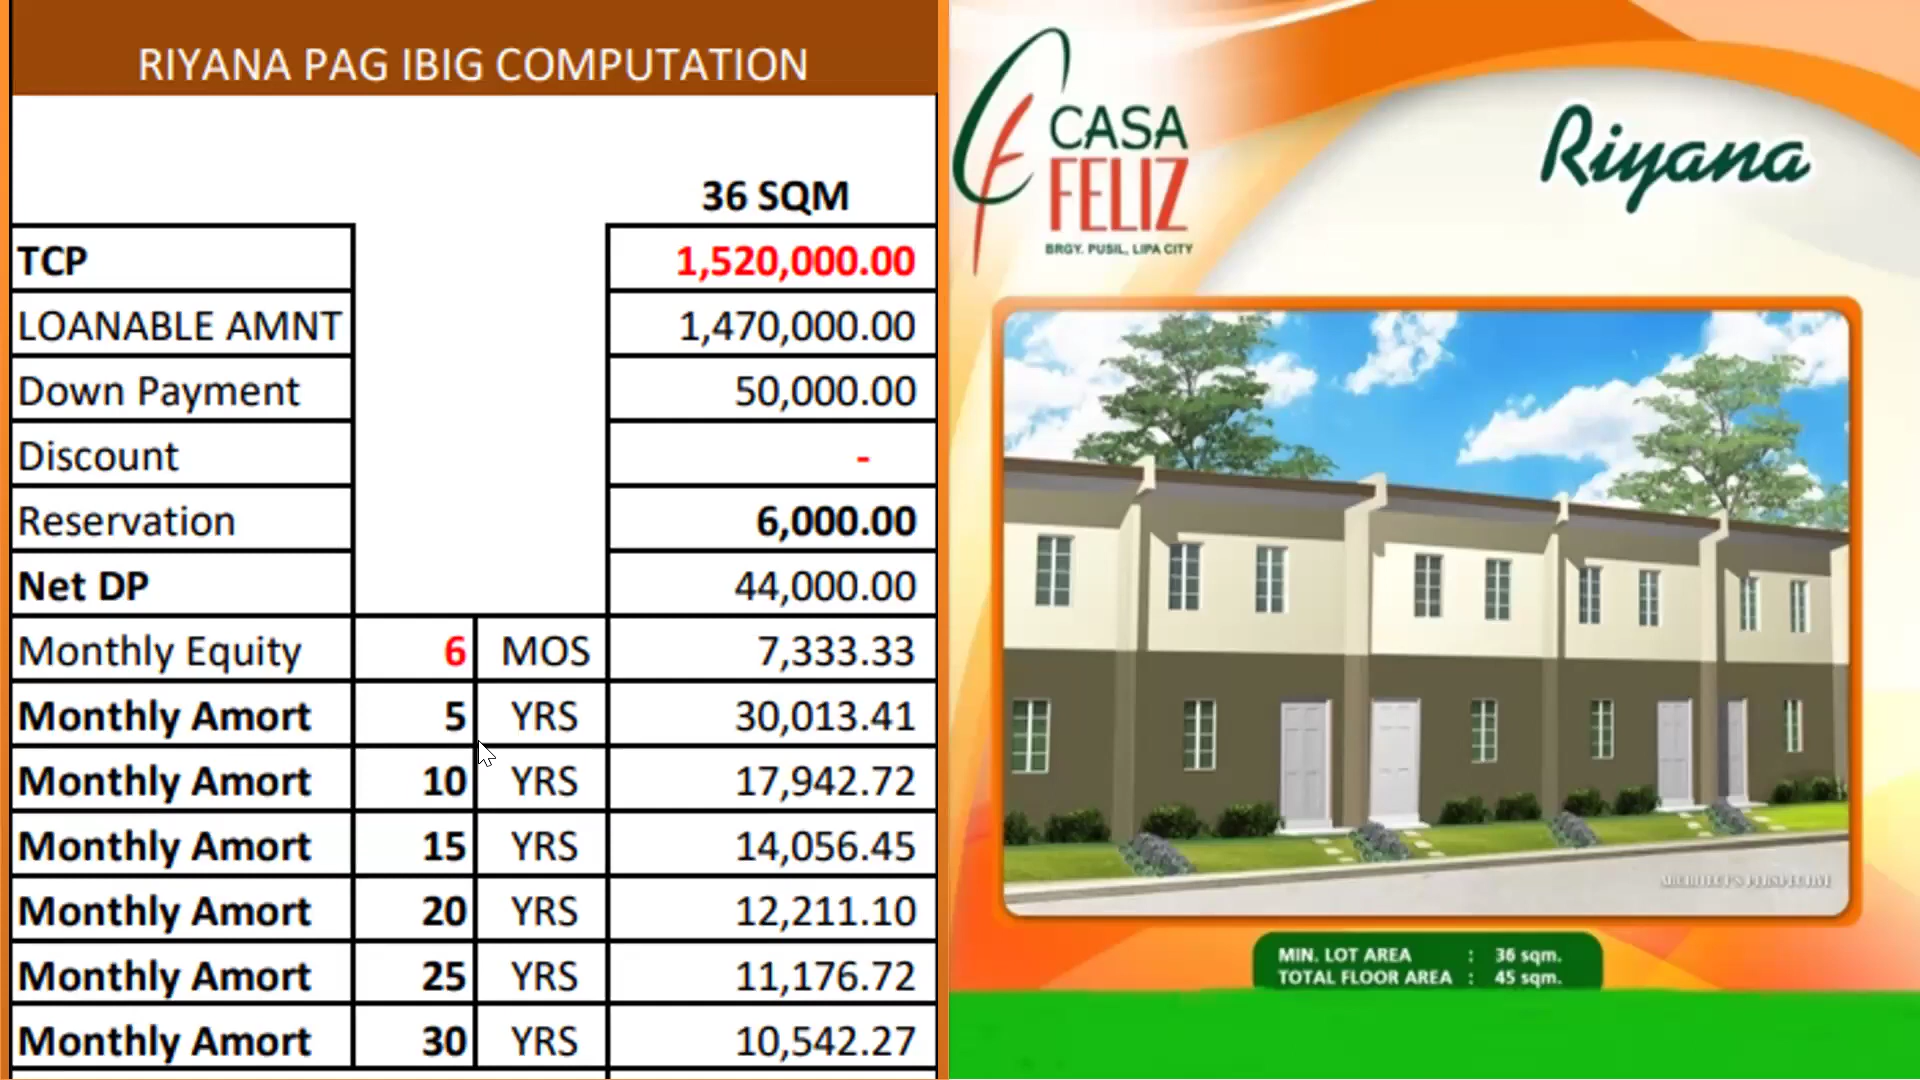 RIYANA PAG IBIG COMPUTATION
36 SQM
TCP 1,520,000.00
LOANABLE AMNT 1,470,000.00
Down Payment 50,000.00
Discount -
Reservation 6,000.00
Net DP 44,000.00
Monthly Equity 6 MOS 7,333.33
Monthly Amort 5 YRS 30,013.41
Monthly Amort 10 YRS 17,942.72
Monthly Amort 15 YRS 14,056.45
Monthly Amort 20 YRS 12,211.10
Monthly Amort 25 YRS 11,176.72
Monthly Amort 30 YRS 10,542.27
CF
CASA
FELIZ
BRGY. PUSIL, LIPA CITY
Riyana
ARCHITECT'S PERSPECTIVE
MIN. LOT AREA : 36 sqm.
TOTAL FLOOR AREA : 45 sqm.